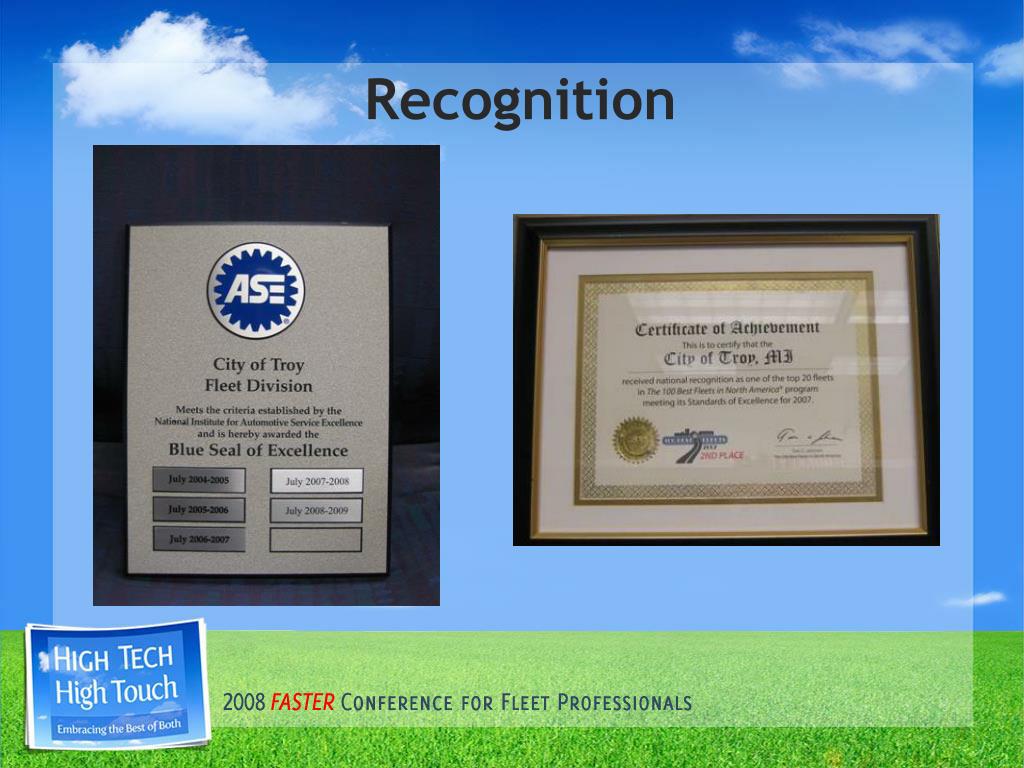 Recognition
ASE
City of Troy
Fleet Division
Meets the criteria established by the
National Institute for Automotive Service Excellence
and is hereby awarded the
Blue Seal of Excellence
July 2004-2005
July 2005-2006
July 2006-2007
July 2007-2008
July 2008-2009
Certificate of Achievement
This is to certify that the
City of Troy, MI
received national recognition as one of the top 20 fleets
in The 100 Best Fleets in North America® program
meeting its Standards of Excellence for 2007.
2ND PLACE
HIGH TECH
High Touch
Embracing the Best of Both
2008 FASTER CONFERENCE FOR FLEET PROFESSIONALS